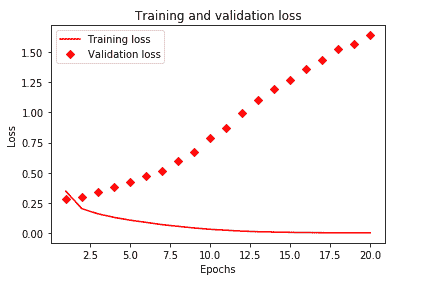 Training and validation loss
Training loss
Validation loss
1.50
1.25
1.00
0.75
0.50
0.25
0.00
Loss
2.5 5.0 7.5 10.0 12.5 15.0 17.5 20.0
Epochs